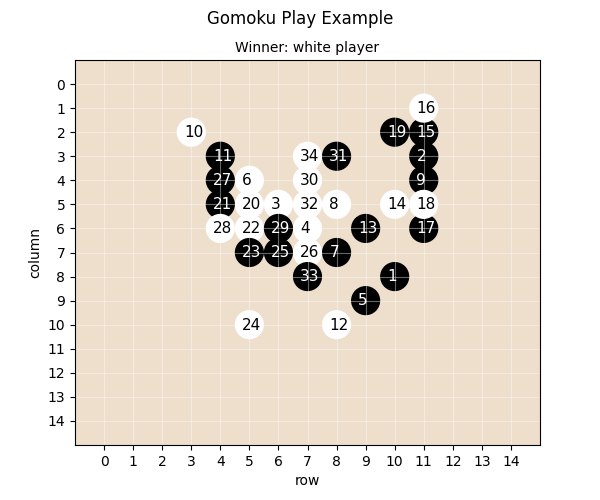 Gomoku Play Example
Winner: white player
0
1 16
2 10 19 15
3 11 34 31 2
4 27 6 30 9
5 21 20 3 32 8 14 18
6 28 22 29 4 13 17
7 23 25 26 7
8 33 1
9 5
10 24 12
11
12
13
14
column
0 1 2 3 4 5 6 7 8 9 10 11 12 13 14
row